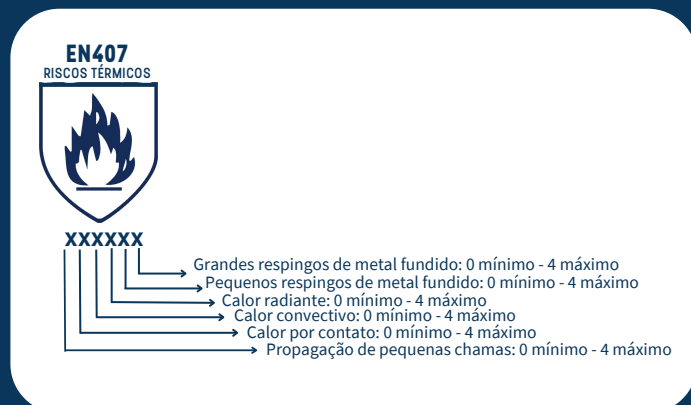 EN407
RISCOS TÉRMICOS
XXXXXX
Grandes respingos de metal fundido: 0 mínimo - 4 máximo
Pequenos respingos de metal fundido: 0 mínimo - 4 máximo
Calor radiante: 0 mínimo - 4 máximo
Calor convectivo: 0 mínimo - 4 máximo
Calor por contato: 0 mínimo - 4 máximo
Propagação de pequenas chamas: 0 mínimo - 4 máximo